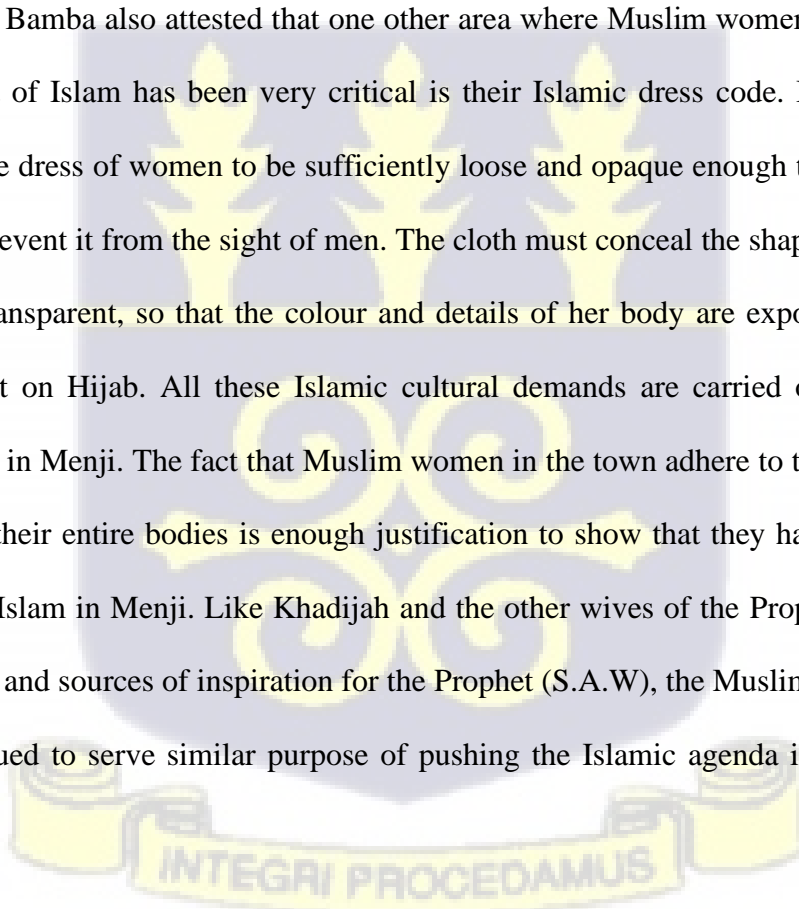 Bamba also attested that one other area where Muslim women
of Islam has been very critical is their Islamic dress code.
e dress of women to be sufficiently loose and opaque enough t
event it from the sight of men. The cloth must conceal the shap
ansparent, so that the colour and details of her body are expo
t on Hijab. All these Islamic cultural demands are carried
in Menji. The fact that Muslim women in the town adhere to t
their entire bodies is enough justification to show that they ha
Islam in Menji. Like Khadijah and the other wives of the Prop
and sources of inspiration for the Prophet (S.A.W), the Muslim
ued to serve similar purpose of pushing the Islamic agenda i
INTEGRI PROCEDAMUS